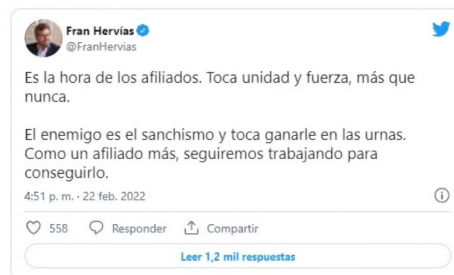 Fran Hervías
@FranHervias
Es la hora de los afiliados. Toca unidad y fuerza, más que
nunca.
El enemigo es el sanchismo y toca ganarle en las urnas.
Como un afiliado más, seguiremos trabajando para
conseguirlo.
4:51 p. m. · 22 feb. 2022
558 Responder Compartir
Leer 1,2 mil respuestas